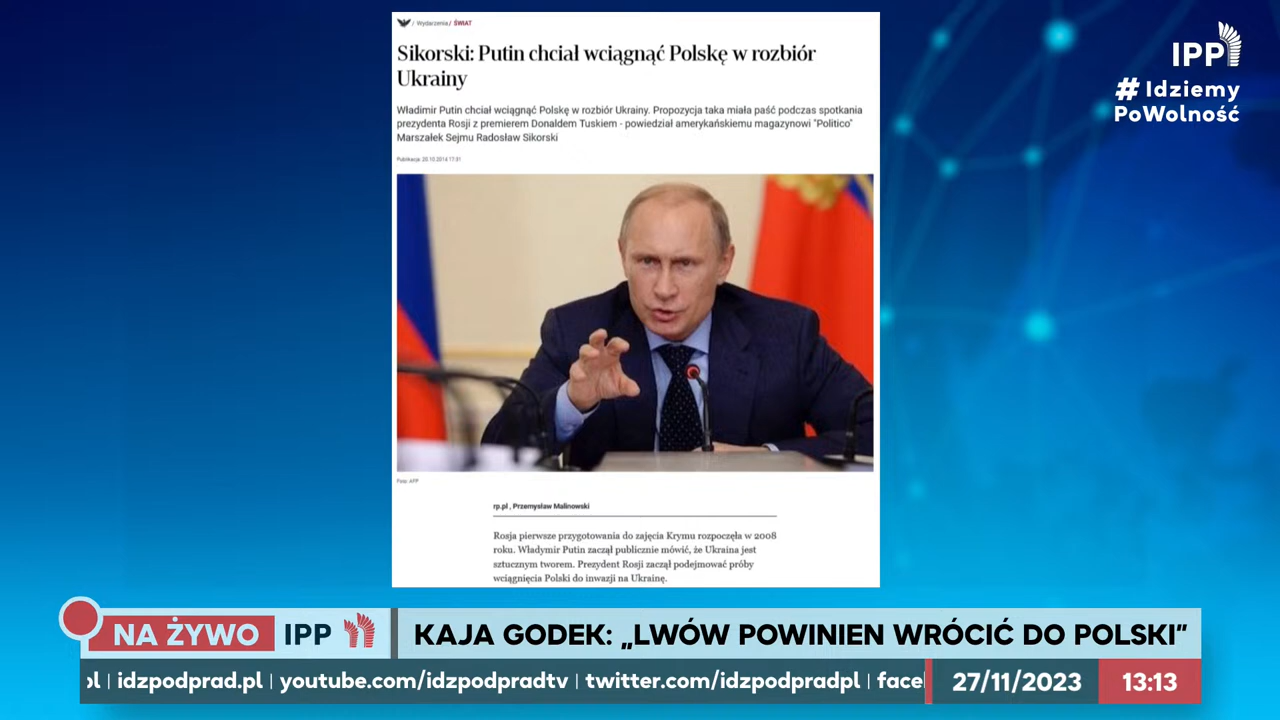 / Wydarzenia / ŚWIAT
Sikorski: Putin chciał wciągnąć Polskę w rozbiór
Ukrainy
Władimir Putin chciał wciągnąć Polskę w rozbiór Ukrainy. Propozycja taka miała paść podczas spotkania
prezydenta Rosji z premierem Donaldem Tuskiem - powiedział amerykańskiemu magazynowi "Politico"
Marszałek Sejmu Radosław Sikorski
Publikacja: 20.10.2014 17:51
Foto: AFP
rp.pl , Przemysław Malinowski
Rosja pierwsze przygotowania do zajęcia Krymu rozpoczęła w 2008
roku. Władymir Putin zaczął publicznie mówić, że Ukraina jest
sztucznym tworem. Prezydent Rosji zaczął podejmować próby
wciągnięcia Polski do inwazji na Ukrainę.
IPP
# Idziemy
PoWolność
NA ŻYWO IPP
KAJA GODEK: „LWÓW POWINIEN WRÓCIĆ DO POLSKI”
ol | idzpodprad.pl | youtube.com/idzpodpradtv | twitter.com/idzpodpradpl | face
27/11/2023 13:13